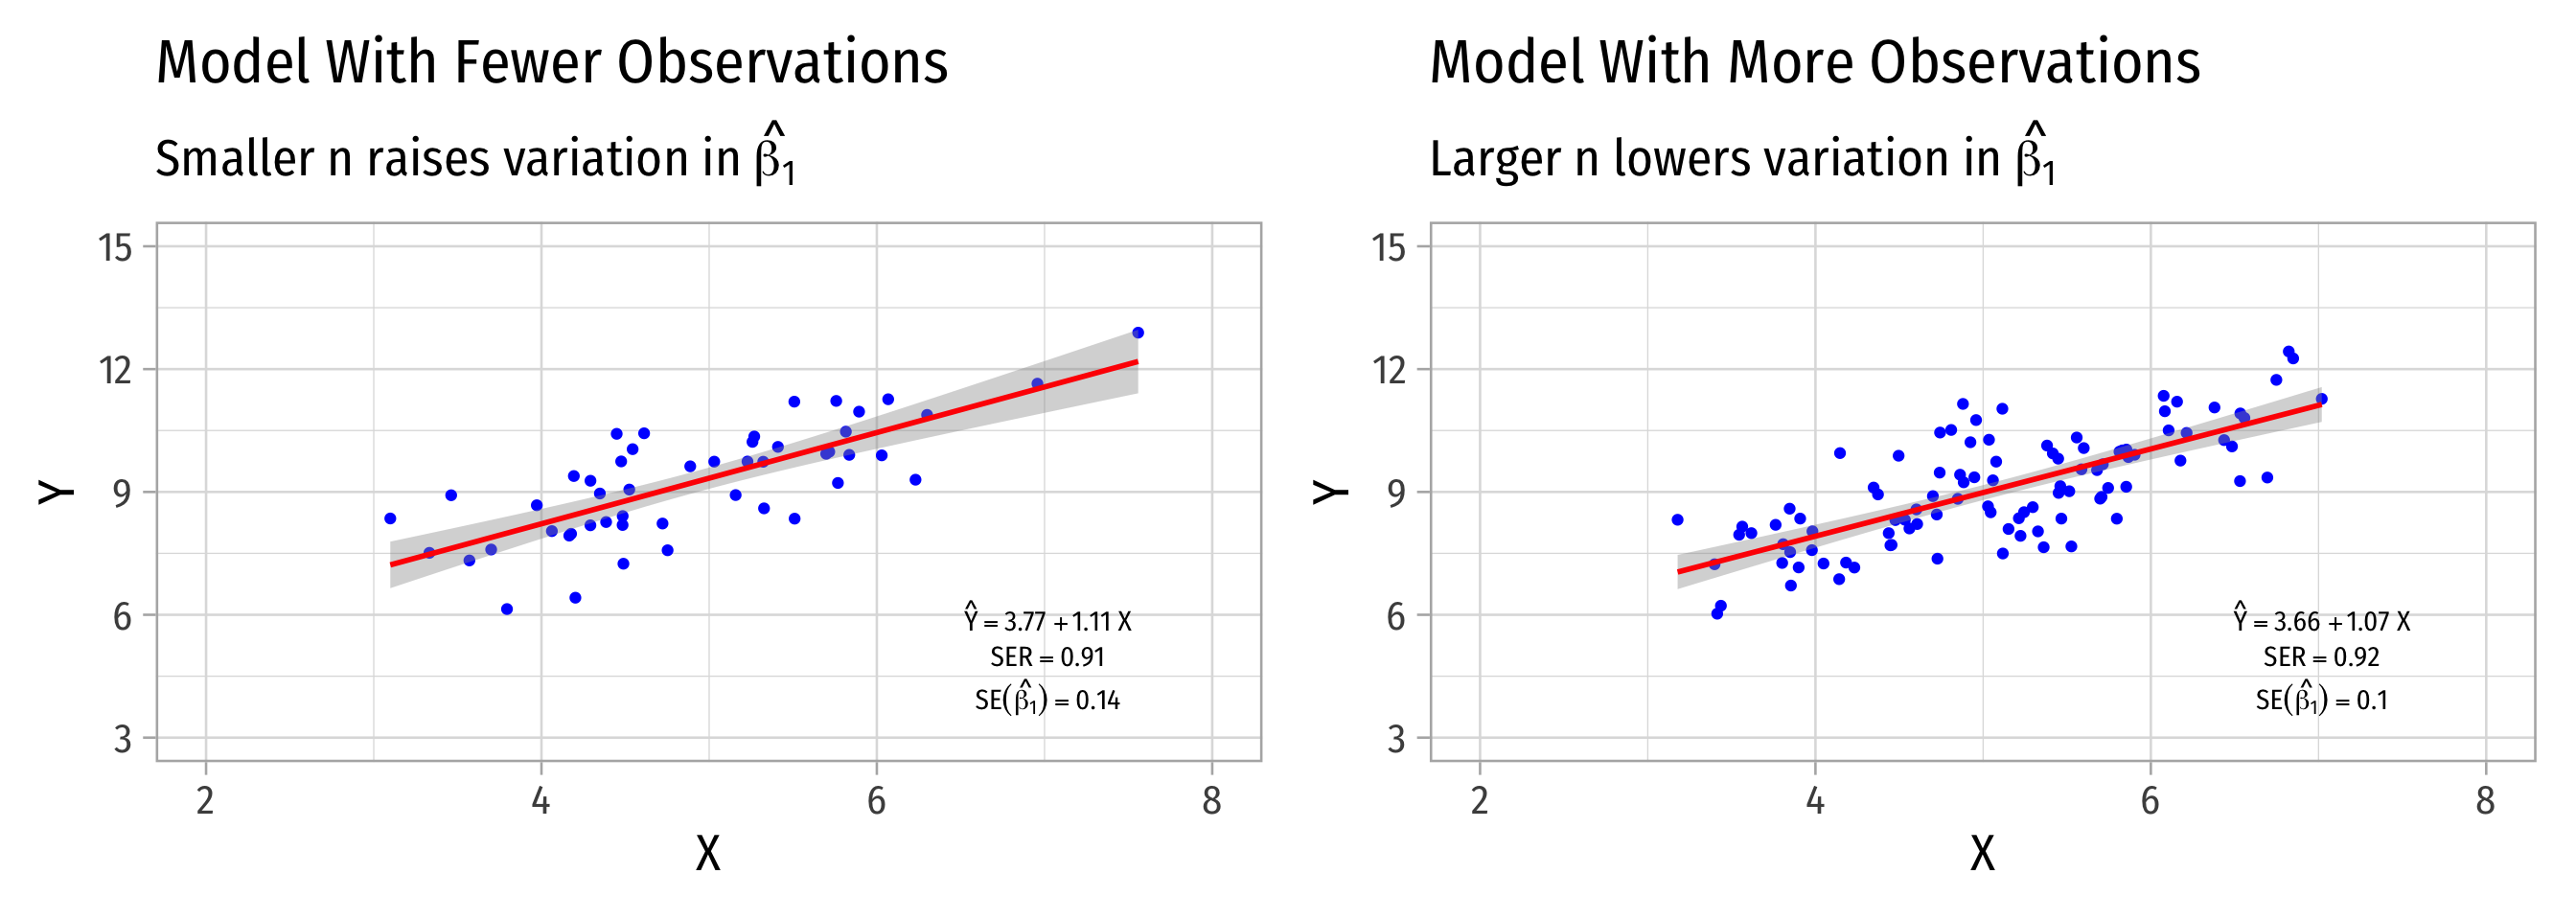 Model With Fewer Observations
Smaller n raises variation in β̂₁
15
12
9
6
3
Y
Ŷ = 3.77 + 1.11 X
SER = 0.91
SE(β̂₁) = 0.14
2 4 6 8
X
Model With More Observations
Larger n lowers variation in β̂₁
15
12
9
6
3
Y
Ŷ = 3.66 + 1.07 X
SER = 0.92
SE(β̂₁) = 0.1
2 4 6 8
X